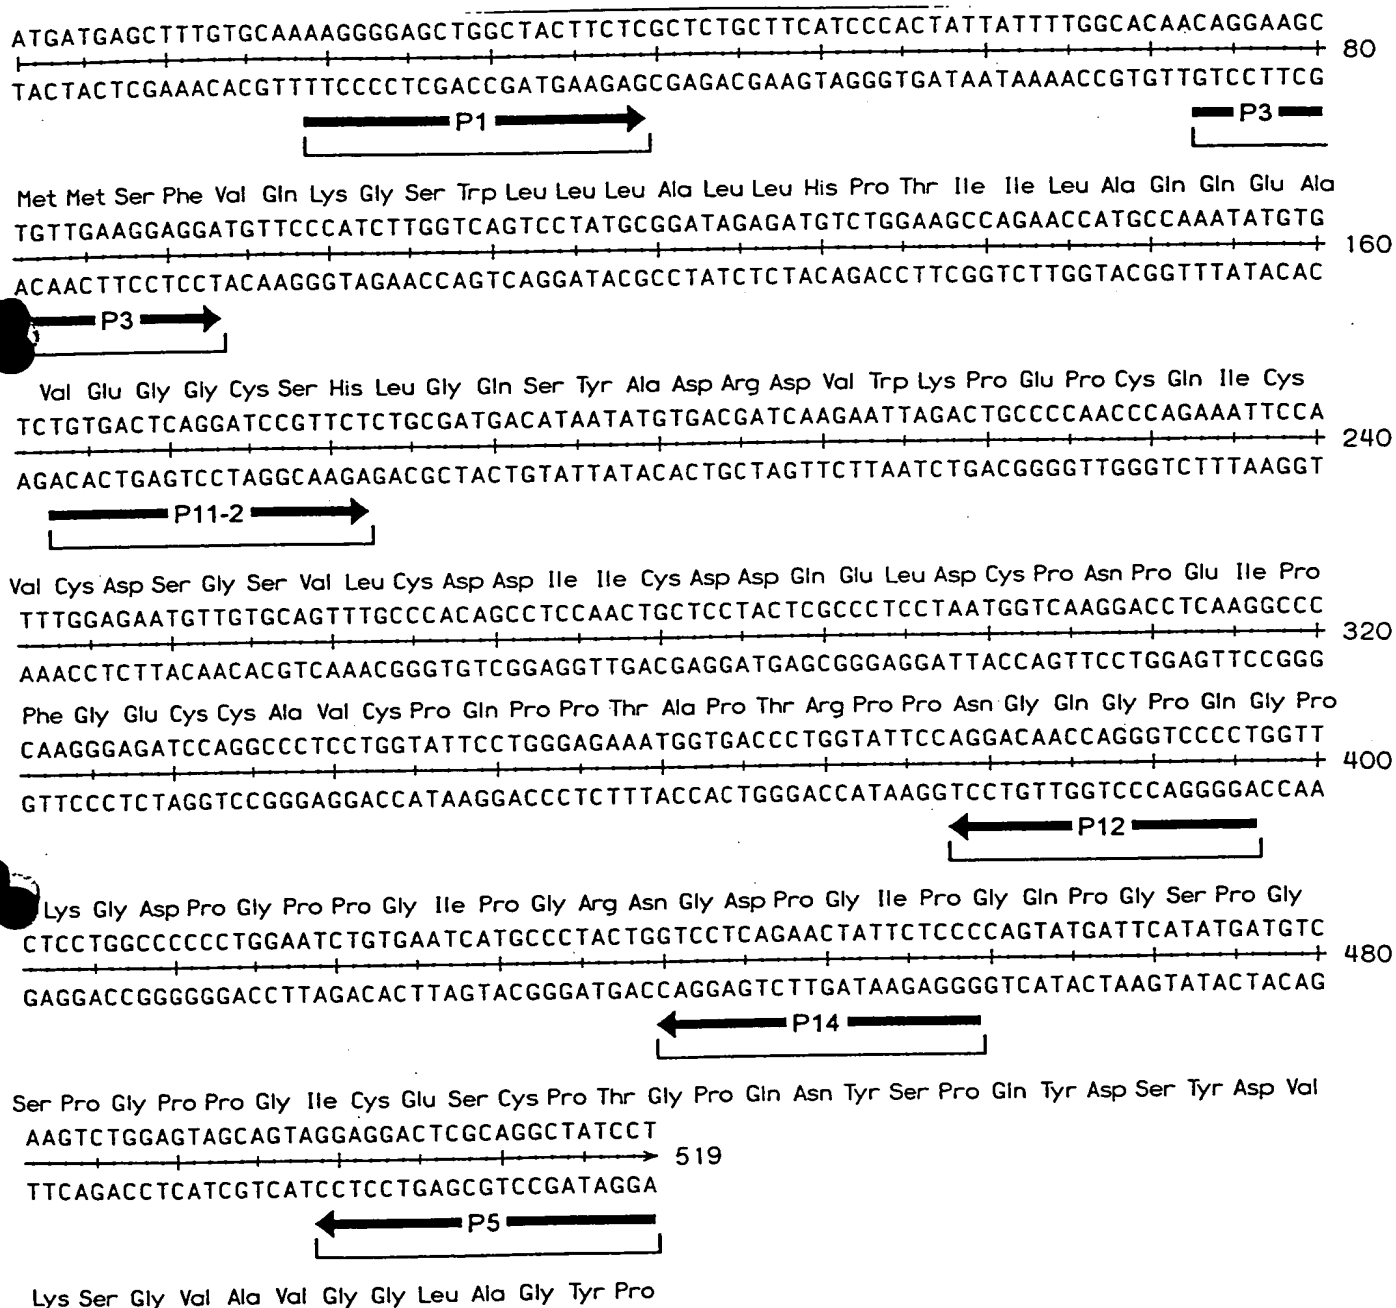 ATGATGAGCTTTGTGCAAAAGGGGAGCTGGCTACTTCTCGCTCTGCTTCATCCCACTATTATTTTGGCACAACAGGAAGC
80
TACTACTCGAAACACGTTTTCCCCTCGACCGATGAAGAGCGAGACGAAGTAGGGTGATAATAAAACCGTGTTGTCCTTCG
P1 P3
Met Met Ser Phe Val Gln Lys Gly Ser Trp Leu Leu Leu Ala Leu Leu His Pro Thr Ile Ile Leu Ala Gln Gln Glu Ala
TGTTGAAGGAGGATGTTCCCATCTTGGTCAGTCCTATGCGGATAGAGATGTCTGGAAGCCAGAACCATGCCAAATATGTG
160
ACAACTTCCTCCTACAAGGGTAGAACCAGTCAGGATACGCCTATCTCTACAGACCTTCGGTCTTGGTACGGTTTATACAC
P3
Val Glu Gly Gly Cys Ser His Leu Gly Gln Ser Tyr Ala Asp Arg Asp Val Trp Lys Pro Glu Pro Cys Gln Ile Cys
TCTGTGACTCAGGATCCGTTCTCTGCGATGACATAATATGTGACGATCAAGAATTAGACTGCCCCAACCCAGAAATTCCA
240
AGACACTGAGTCCTAGGCAAGAGACGCTACTGTATTATACACTGCTAGTTCTTAATCTGACGGGGTTGGGTCTTTAAGGT
P11-2
Val Cys Asp Ser Gly Ser Val Leu Cys Asp Asp Ile Ile Cys Asp Asp Gln Glu Leu Asp Cys Pro Asn Pro Glu Ile Pro
TTTGGAGAATGTTGTGCAGTTTGCCCACAGCCTCCAACTGCTCCTACTCGCCCTCCTAATGGTCAAGGACCTCAAGGCCC
320
AAACCTCTTACAACACGTCAAACGGGTGTCGGAGGTTGACGAGGATGAGCGGGAGGATTACCAGTTCCTGGAGTTCCGGG
Phe Gly Glu Cys Cys Ala Val Cys Pro Gln Pro Pro Thr Ala Pro Thr Arg Pro Pro Asn Gly Gln Gly Pro Gln Gly Pro
CAAGGGAGATCCAGGCCCTCCTGGTATTCCTGGGAGAAATGGTGACCCTGGTATTCCAGGACAACCAGGGTCCCCTGGTT
400
GTTCCCTCTAGGTCCGGGAGGACCATAAGGACCCTCTTTACCACTGGGACCATAAGGTCCTGTTGGTCCCAGGGGACCAA
P12
Lys Gly Asp Pro Gly Pro Pro Gly Ile Pro Gly Arg Asn Gly Asp Pro Gly Ile Pro Gly Gln Pro Gly Ser Pro Gly
CTCCTGGCCCCCCTGGAATCTGTGAATCATGCCCTACTGGTCCTCAGAACTATTCTCCCCAGTATGATTCATATGATGTC
480
GAGGACCGGGGGGACCTTAGACACTTAGTACGGGATGACCAGGAGTCTTGATAAGAGGGGTCATACTAAGTATACTACAG
P14
Ser Pro Gly Pro Pro Gly Ile Cys Glu Ser Cys Pro Thr Gly Pro Gln Asn Tyr Ser Pro Gln Tyr Asp Ser Tyr Asp Val
AAGTCTGGAGTAGCAGTAGGAGGACTCGCAGGCTATCCT
519
TTCAGACCTCATCGTCATCCTCCTGAGCGTCCGATAGGA
P5
Lys Ser Gly Val Ala Val Gly Gly Leu Ala Gly Tyr Pro